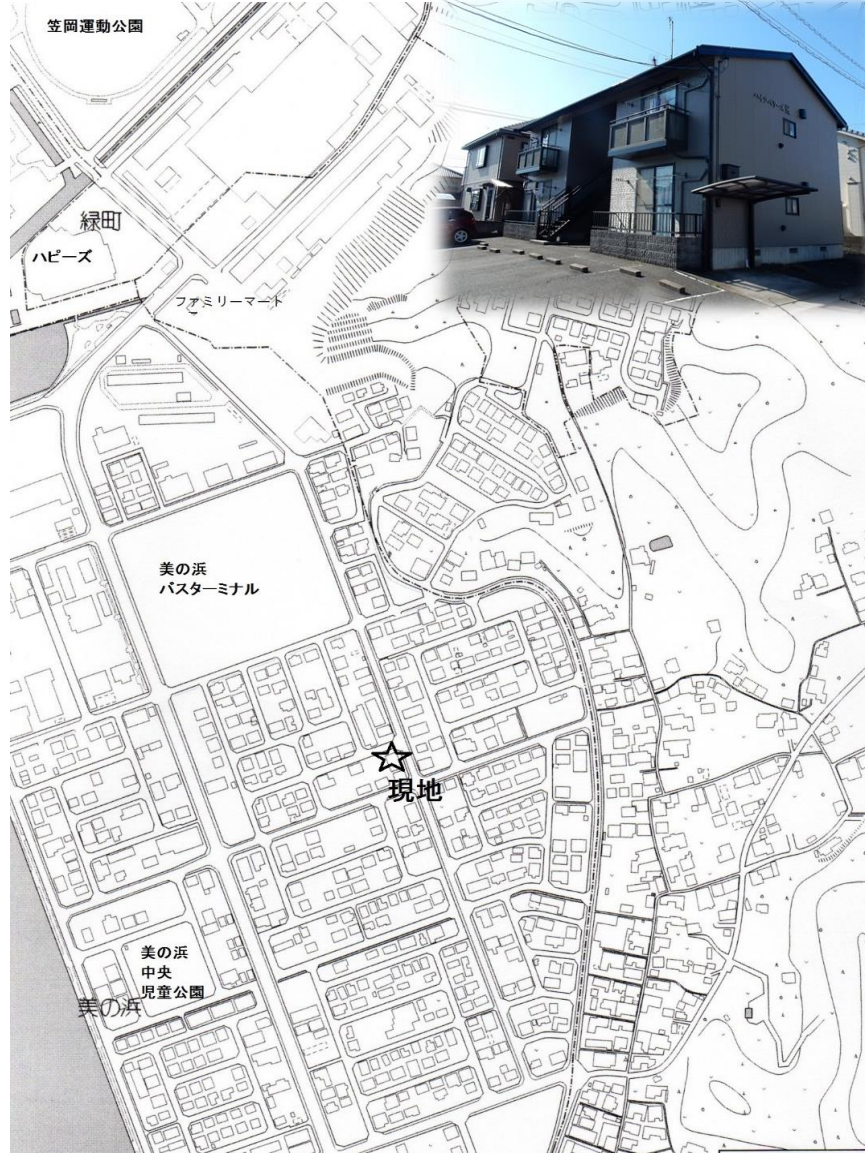 笠岡運動公園
緑町
ハピーズ
ファミリーマート
美の浜
バスターミナル
現地
美の浜
中央
児童公園
美の浜